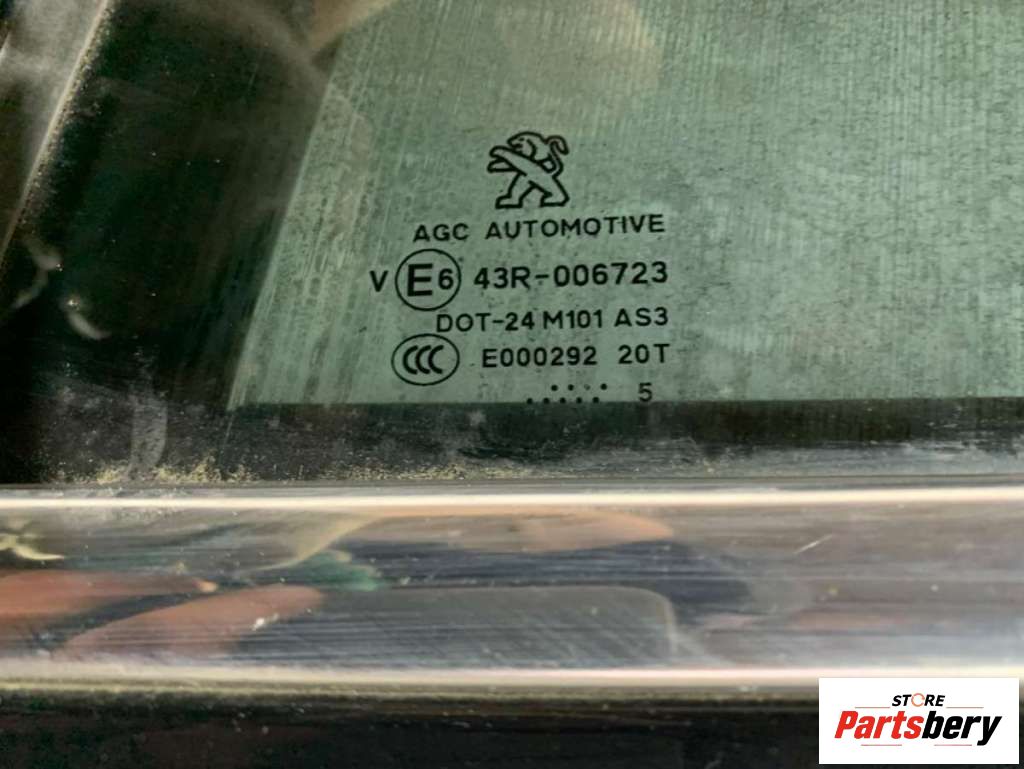 AGC AUTOMOTIVE
V E6 43R-006723
DOT-24 M101 AS3
CCC E000292 20T
..:.:.: 5
STORE
Partsbery